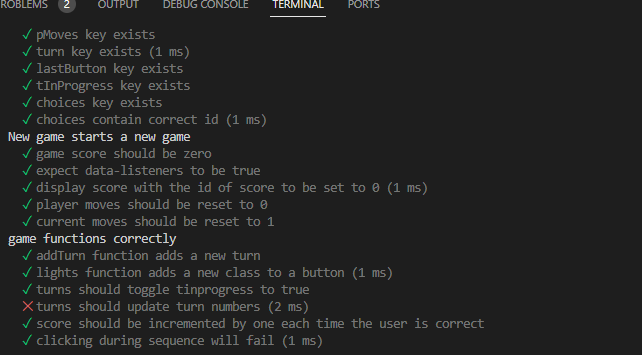 ROBLEMS 2 OUTPUT DEBUG CONSOLE TERMINAL PORTS
✓ pMoves key exists
✓ turn key exists (1 ms)
✓ lastButton key exists
✓ tInProgress key exists
✓ choices key exists
✓ choices contain correct id (1 ms)
New game starts a new game
✓ game score should be zero
✓ expect data-listeners to be true
✓ display score with the id of score to be set to 0 (1 ms)
✓ player moves should be reset to 0
✓ current moves should be reset to 1
game functions correctly
✓ addTurn function adds a new turn
✓ lights function adds a new class to a button (1 ms)
✓ turns should toggle tinprogress to true
✕ turns should update turn numbers (2 ms)
✓ score should be incremented by one each time the user is correct
✓ clicking during sequence will fail (1 ms)